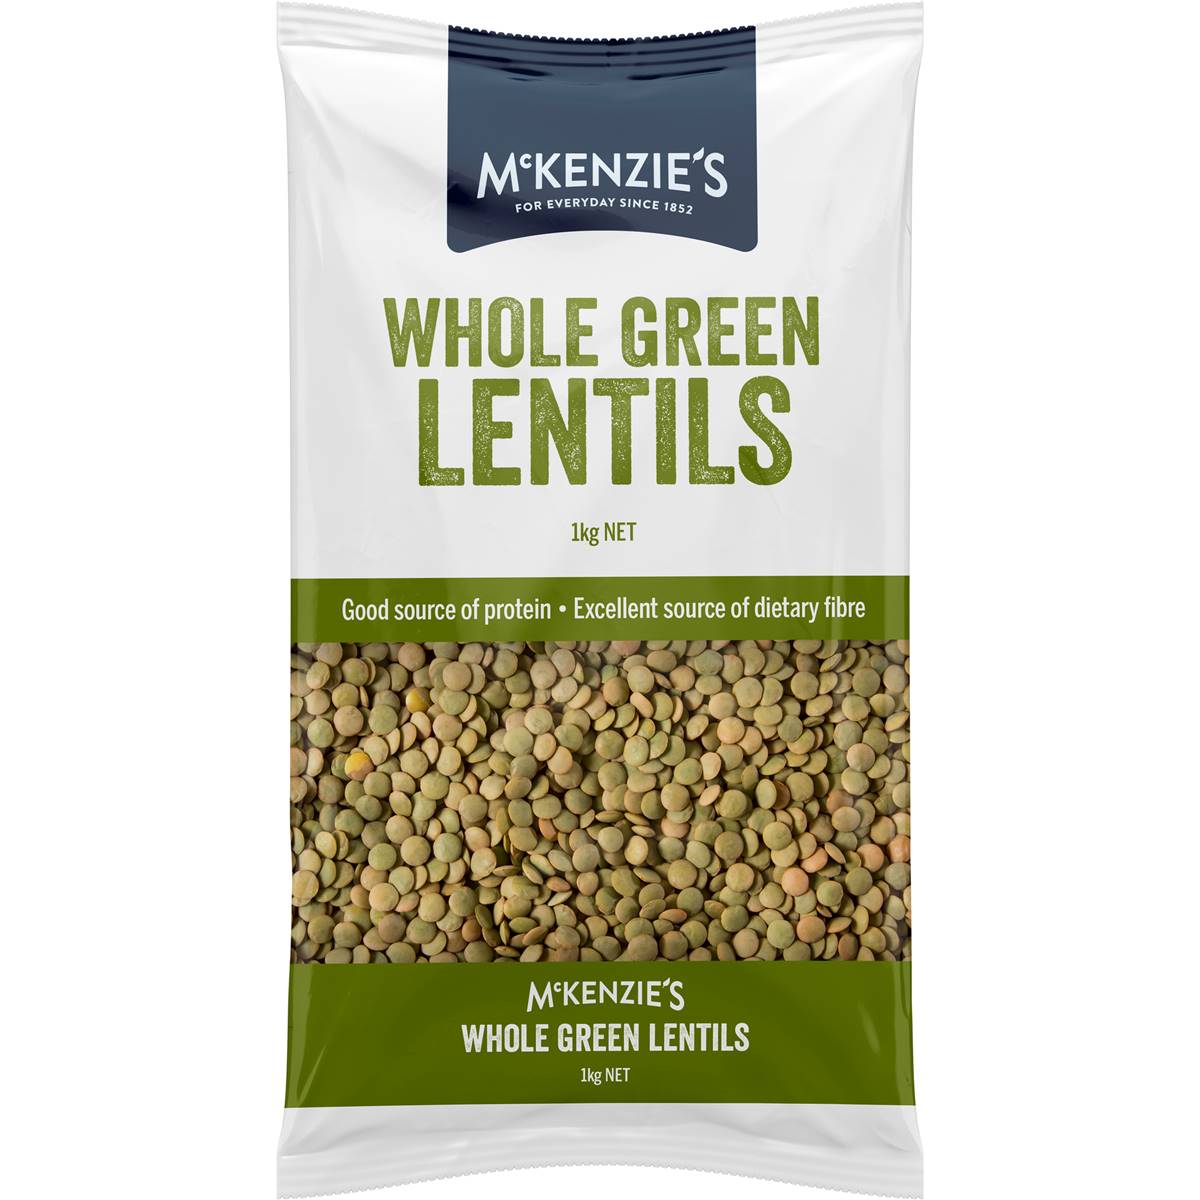 McKENZIE'S
FOR EVERYDAY SINCE 1852
WHOLE GREEN
LENTILS
1kg NET
Good source of protein • Excellent source of dietary fibre
McKENZIE'S
WHOLE GREEN LENTILS
1kg NET